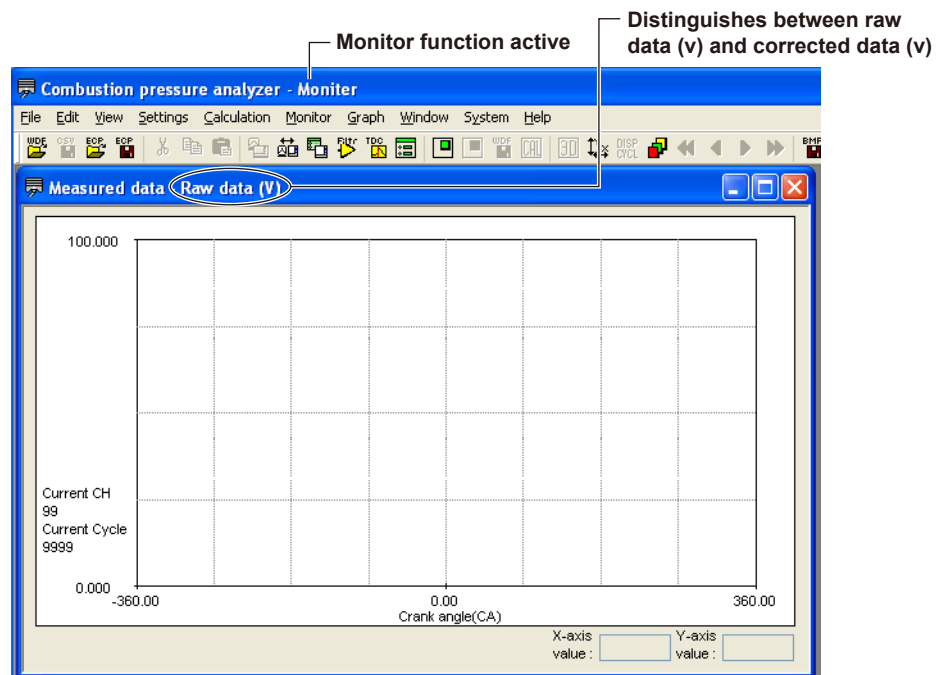 Distinguishes between raw
data (v) and corrected data (v)
Monitor function active
Combustion pressure analyzer - Moniter
File Edit View Settings Calculation Monitor Graph Window System Help
WDF CSV ECP ECP Fltr TDC WDF CAL 3D DISP CYCL BMP
Measured data Raw data (V)
100.000
Current CH
99
Current Cycle
9999
0.000
-360.00 0.00 360.00
Crank angle(CA)
X-axis value : Y-axis value :